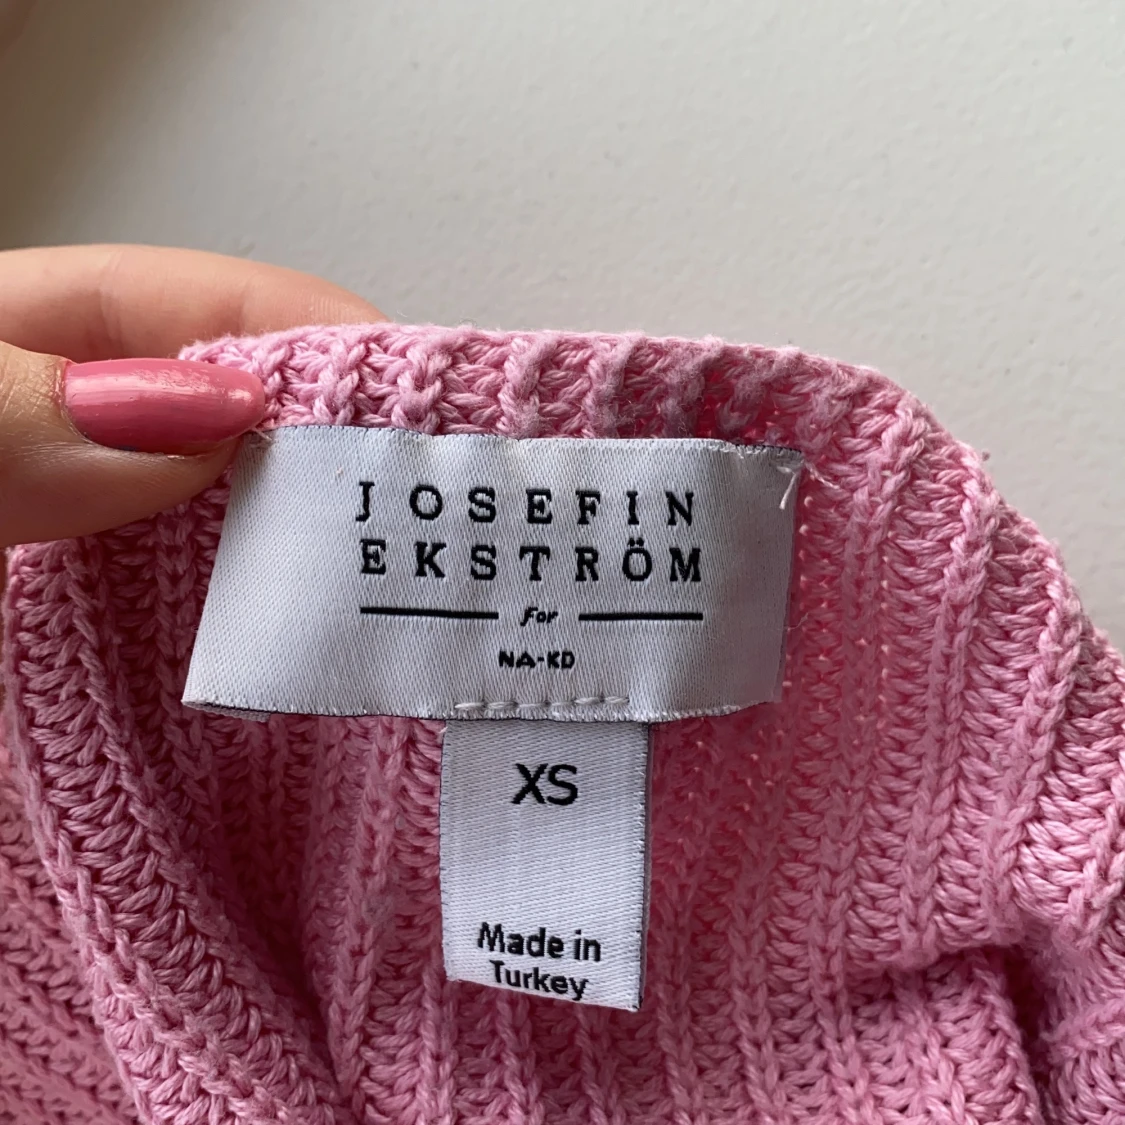 JOSEFIN
EKSTRÖM
for
NA-KD
XS
Made in
Turkey